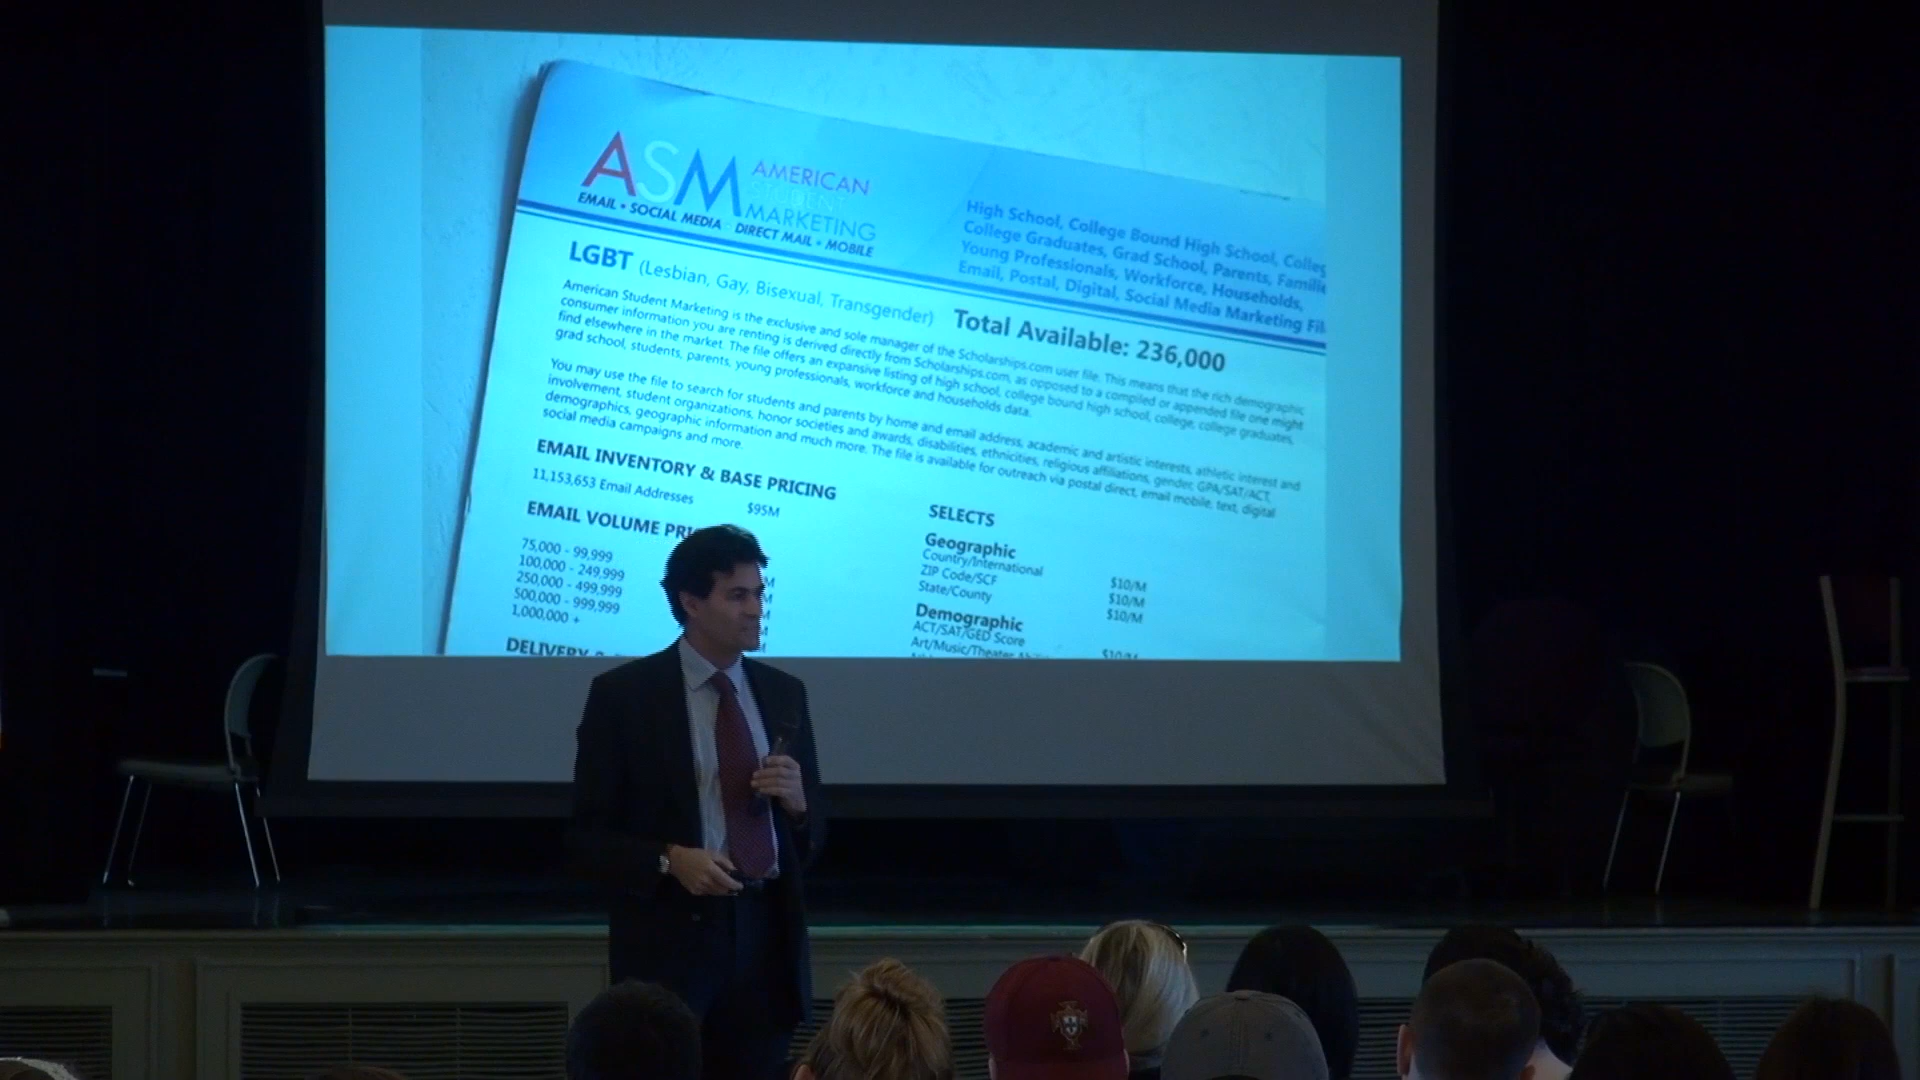 ASM AMERICAN
STUDENT
MARKETING
EMAIL • SOCIAL MEDIA • DIRECT MAIL • MOBILE
High School, College Bound High School, Colleg
College Graduates, Grad School, Parents, Familie
Young Professionals, Workforce, Households,
Email, Postal, Digital, Social Media Marketing Fil
LGBT (Lesbian, Gay, Bisexual, Transgender) Total Available: 236,000
American Student Marketing is the exclusive and sole manager of the Scholarships.com user file. This means that the rich demographic
consumer information you are renting is derived directly from Scholarships.com, as opposed to a compiled or appended file one might
find elsewhere in the market. The file offers an expansive listing of high school, college bound high school, college, college graduates,
grad school, students, parents, young professionals, workforce and households data.
You may use the file to search for students and parents by home and email address, academic and artistic interests, athletic interest and
involvement, student organizations, honor societies and awards, disabilities, ethnicities, religious affiliations, gender, GPA/SAT/ACT,
demographics, geographic information and much more. The file is available for outreach via postal direct, email mobile, text, digital
social media campaigns and more.
EMAIL INVENTORY & BASE PRICING
11,153,653 Email Addresses $95M
EMAIL VOLUME PRI
75,000 - 99,999
100,000 - 249,999 M
250,000 - 499,999 M
500,000 - 999,999 M
1,000,000 + M
DELIVERY
SELECTS
Geographic
Country/International $10/M
ZIP Code/SCF $10/M
State/County $10/M
Demographic
ACT/SAT/GED Score
Art/Music/Theater $10/M